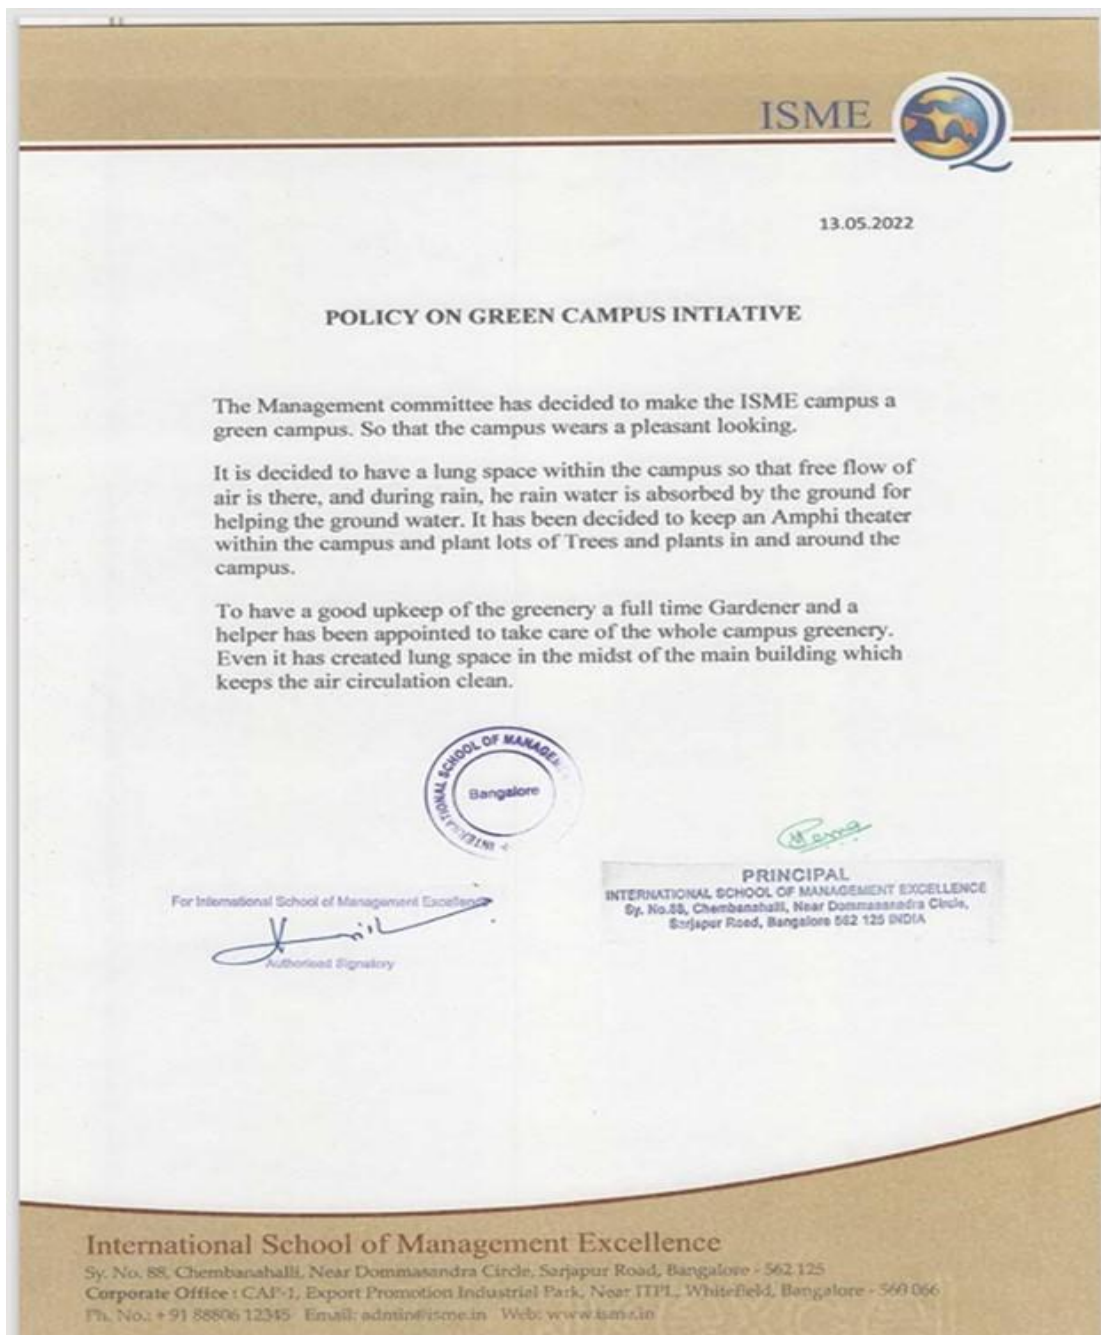 ISME
13.05.2022
POLICY ON GREEN CAMPUS INTIATIVE
The Management committee has decided to make the ISME campus a
green campus. So that the campus wears a pleasant looking.
It is decided to have a lung space within the campus so that free flow of
air is there, and during rain, he rain water is absorbed by the ground for
helping the ground water. It has been decided to keep an Amphi theater
within the campus and plant lots of Trees and plants in and around the
campus.
To have a good upkeep of the greenery a full time Gardener and a
helper has been appointed to take care of the whole campus greenery.
Even it has created lung space in the midst of the main building which
keeps the air circulation clean.
INTERNATIONAL SCHOOL OF
Bangalore
For International School of Management Excellence
Authorised Signatory
PRINCIPAL
INTERNATIONAL SCHOOL OF MANAGEMENT EXCELLENCE
Sy. No.88, Chembanahalli, Near Dommasandra Circle,
Sarjapur Road, Bangalore 562 125 INDIA
International School of Management Excellence
Sy. No. 88, Chembanahalli, Near Dommasandra Circle, Sarjapur Road, Bangalore - 562 125
Corporate Office : CAP-1, Export Promotion Industrial Park, Near ITPL, Whitefield, Bangalore - 560 066
Ph. No.: + 91 88806 12345 Email: admin@isme.in Web: www.isme.in